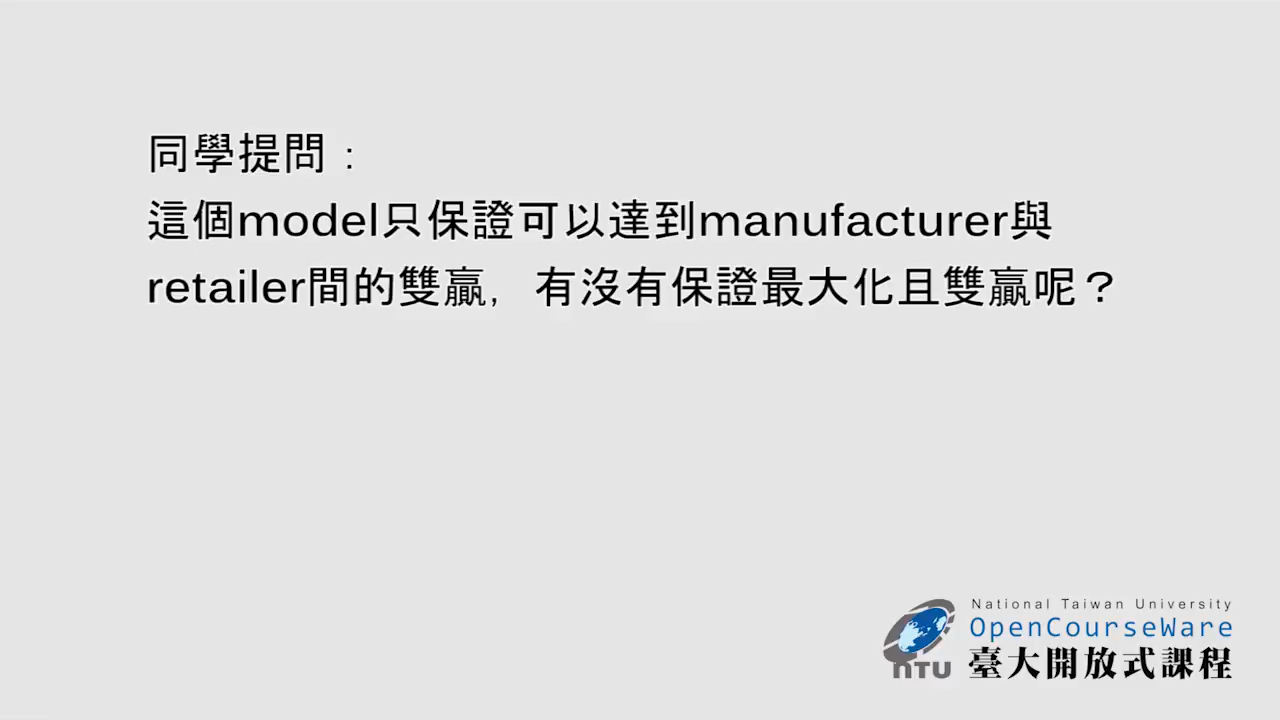 同學提問：
這個model只保證可以達到manufacturer與
retailer間的雙贏，有沒有保證最大化且雙贏呢？
National Taiwan University
OpenCourseWare
NTU
臺大開放式課程